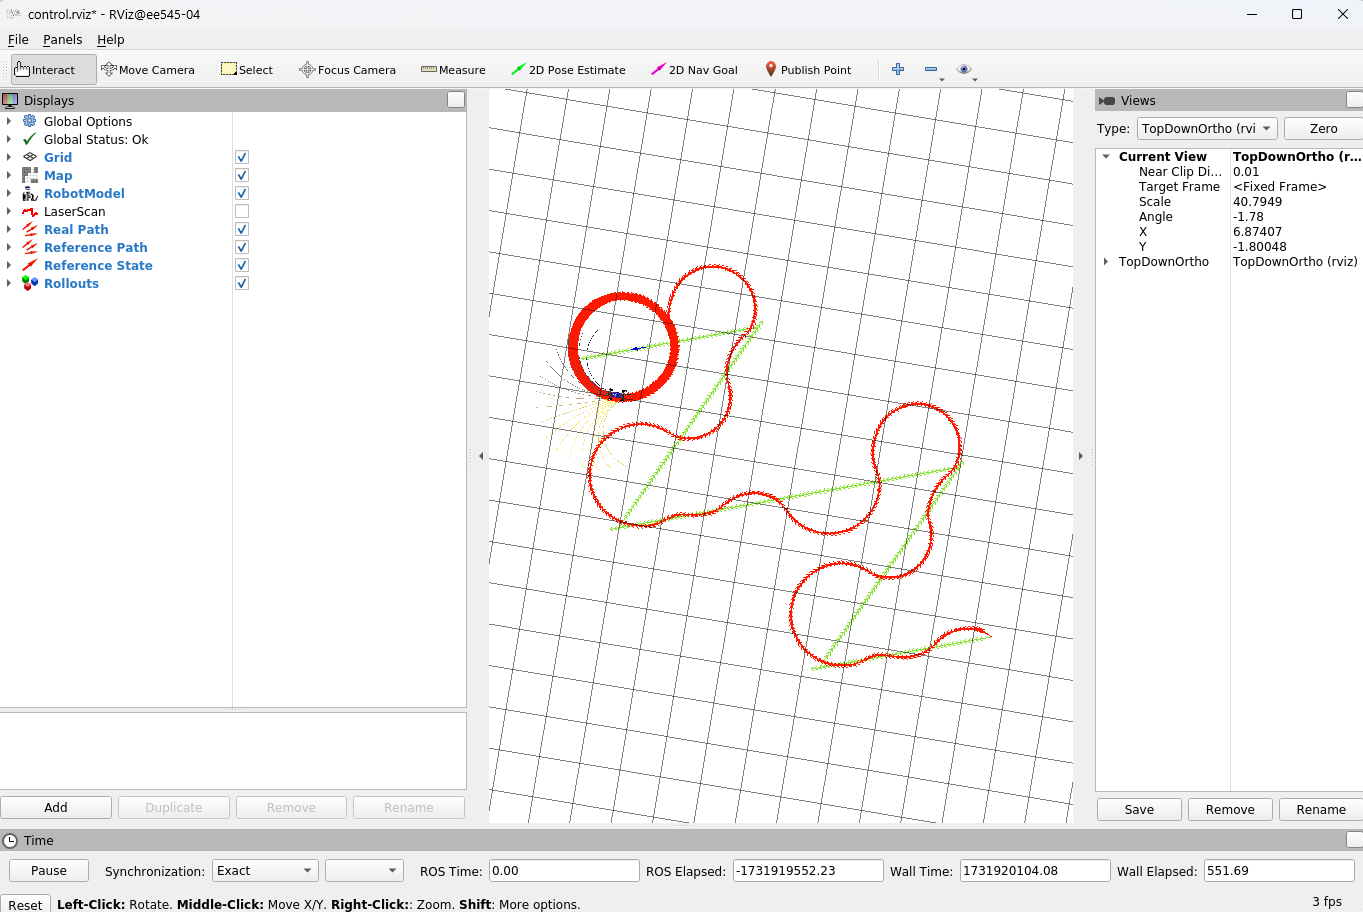 control.rviz* - RViz@ee545-04
File Panels Help
Interact Move Camera Select Focus Camera Measure 2D Pose Estimate 2D Nav Goal Publish Point
Displays
Global Options
Global Status: Ok
Grid
Map
RobotModel
LaserScan
Real Path
Reference Path
Reference State
Rollouts
Add Duplicate Remove Rename
Views
Type: TopDownOrtho (rvi Zero
Current View TopDownOrtho (r...
Near Clip Di... 0.01
Target Frame <Fixed Frame>
Scale 40.7949
Angle -1.78
X 6.87407
Y -1.80048
TopDownOrtho TopDownOrtho (rviz)
Save Remove Rename
Time
Pause Synchronization: Exact ROS Time: 0.00 ROS Elapsed: -1731919552.23 Wall Time: 1731920104.08 Wall Elapsed: 551.69
Reset Left-Click: Rotate. Middle-Click: Move X/Y. Right-Click:: Zoom. Shift: More options. 3 fps